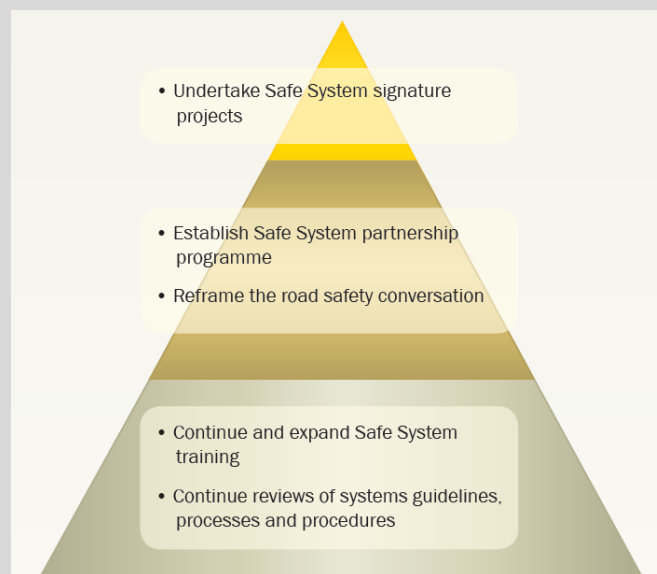 • Undertake Safe System signature
projects
• Establish Safe System partnership
programme
• Reframe the road safety conversation
• Continue and expand Safe System
training
• Continue reviews of systems guidelines,
processes and procedures